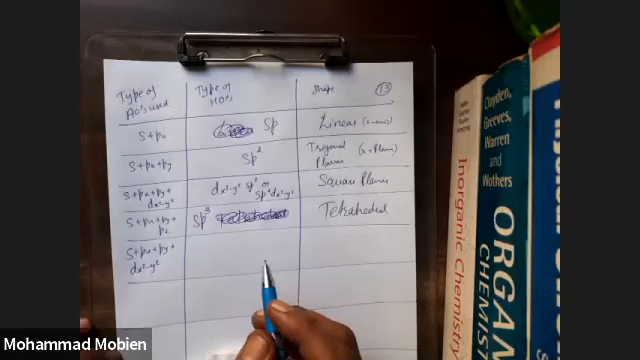 Type of
AO's used
Type of
HO's
Shape
13
S+px
Sp
Linear
S+px+py
Sp²
Trigonal
Planar
S+px+py+
dx²-y²
dx²-y² sp² or
sp²dx²-y²
Square Planar
S+px+py+
pz
Sp³
Tetrahedral
S+px+py+
dx²-y²
Inorganic Chemistry
Clayden,
Greeves,
Warren
and
Wothers
ORGANIC
CHEMISTRY
Mohammad Mobien